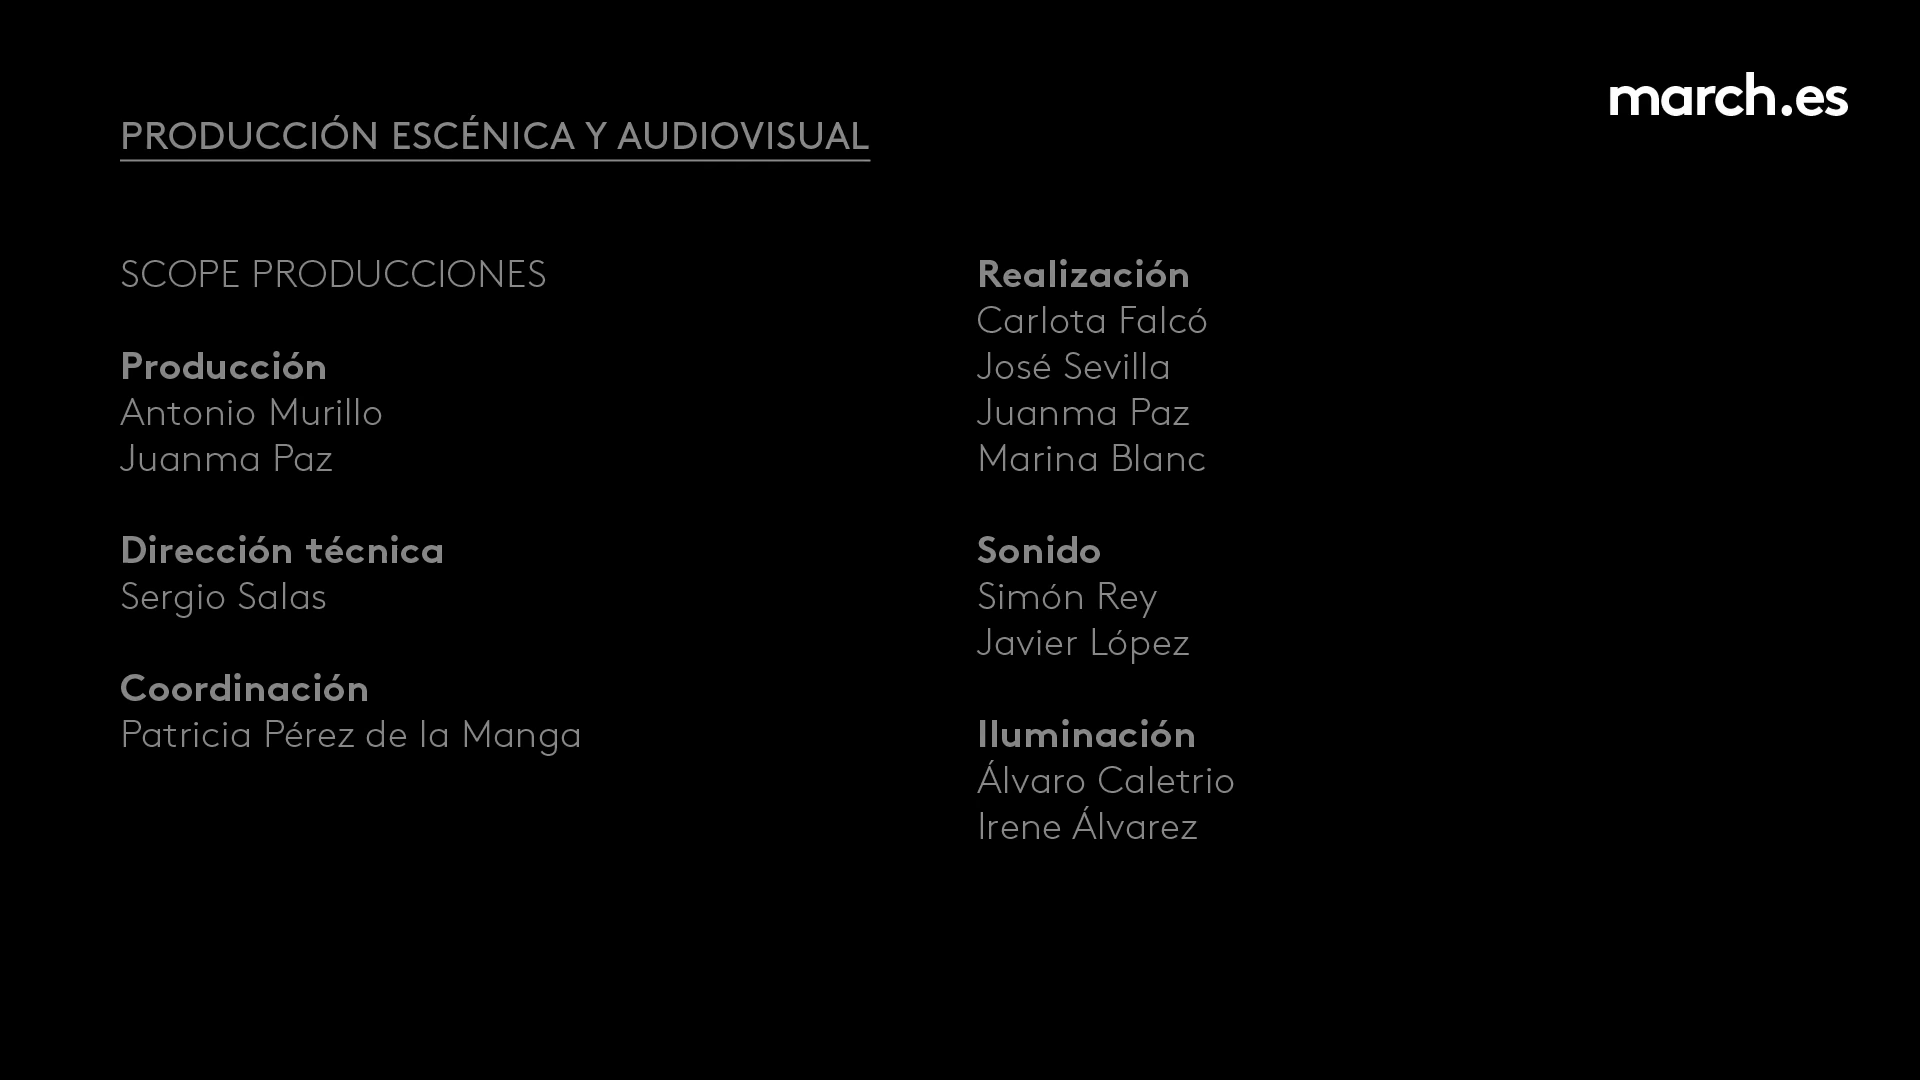 march.es
PRODUCCIÓN ESCÉNICA Y AUDIOVISUAL
SCOPE PRODUCCIONES
Producción
Antonio Murillo
Juanma Paz
Dirección técnica
Sergio Salas
Coordinación
Patricia Pérez de la Manga
Realización
Carlota Falcó
José Sevilla
Juanma Paz
Marina Blanc
Sonido
Simón Rey
Javier López
Iluminación
Álvaro Caletrio
Irene Álvarez